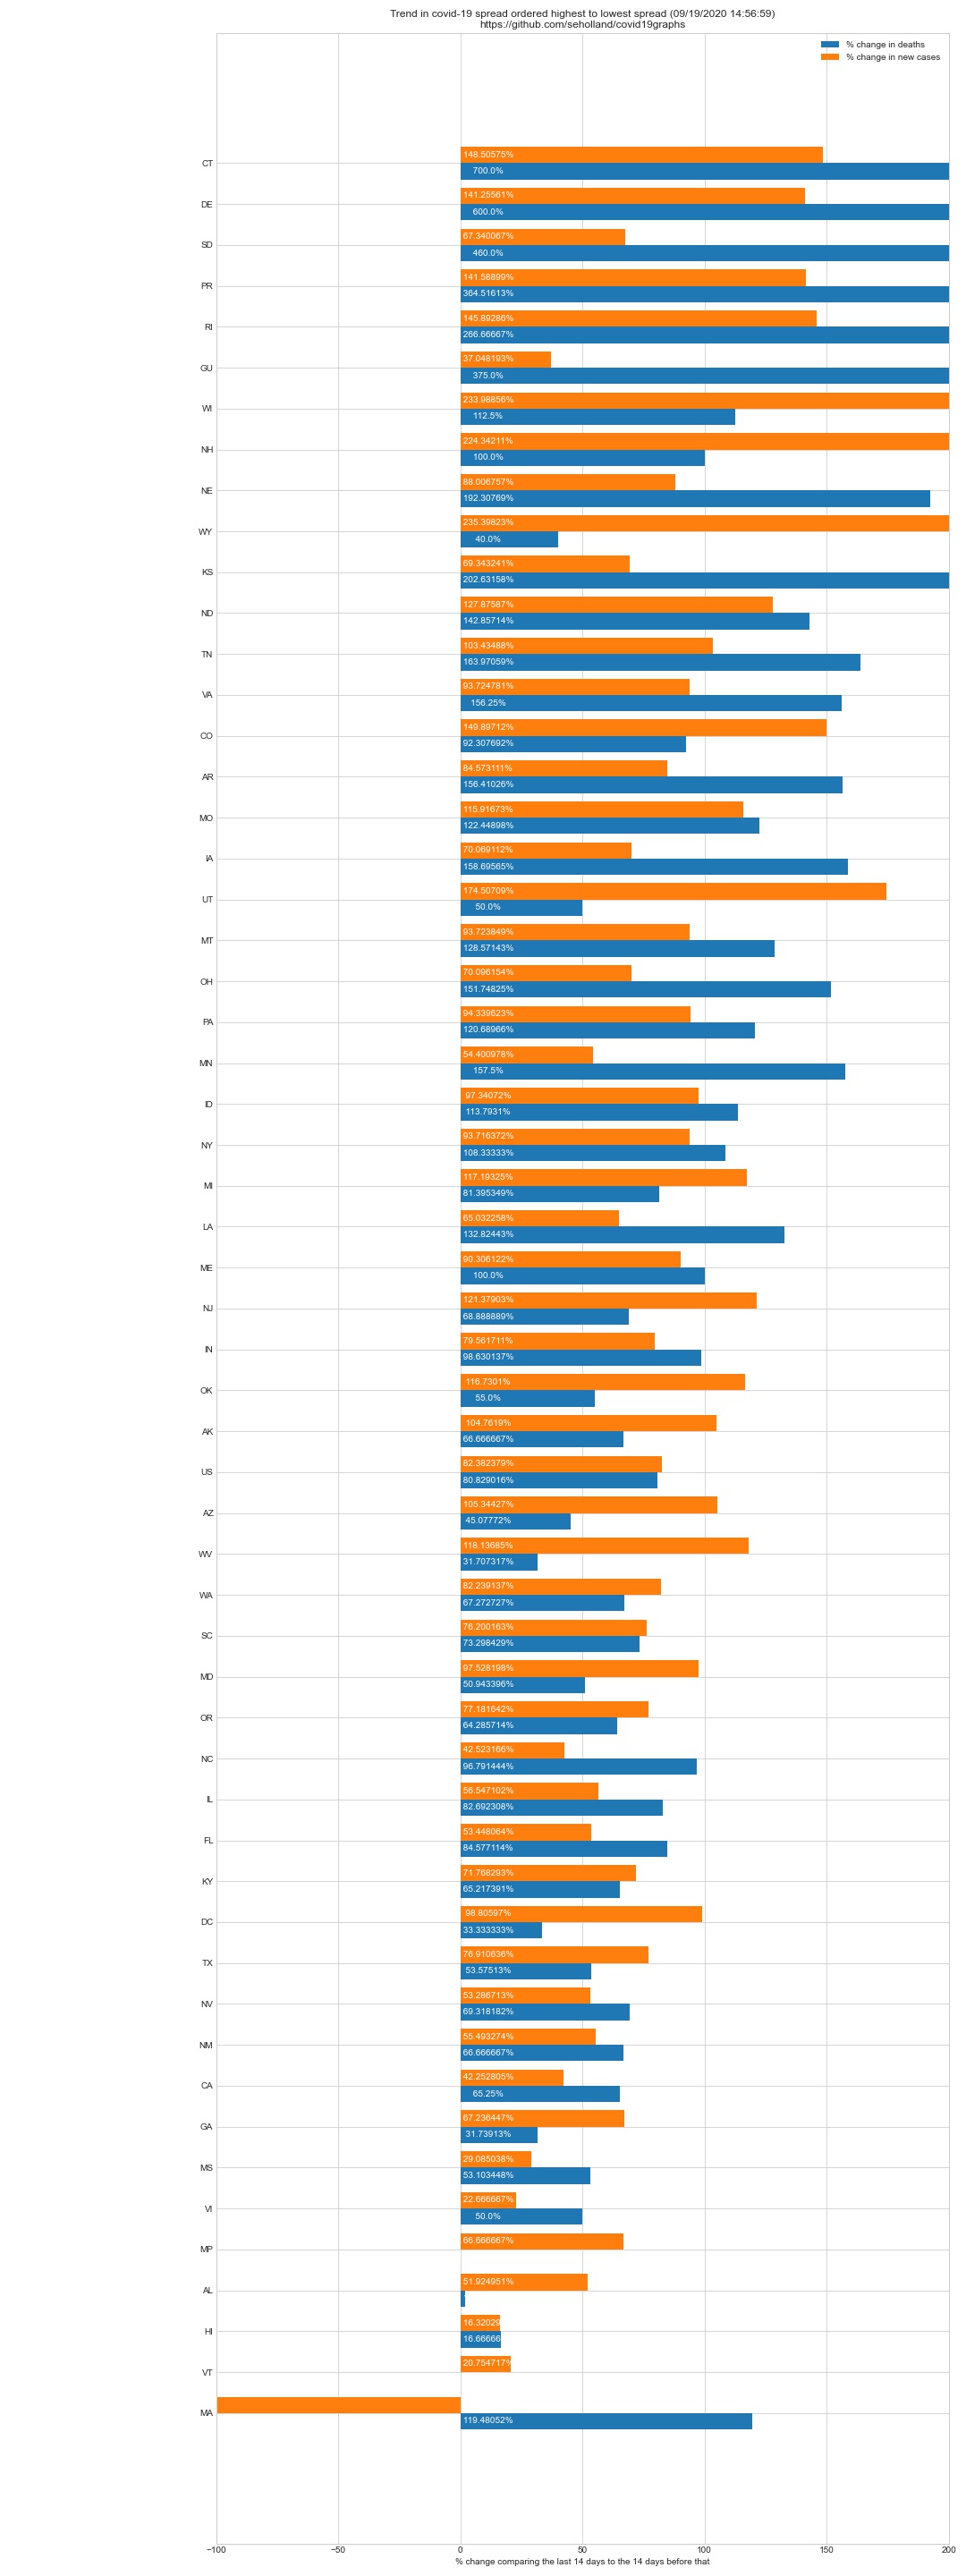 Trend in covid-19 spread ordered highest to lowest spread (09/19/2020 14:56:59)
https://github.com/seholland/covid19graphs
% change in deaths
% change in new cases
148.50575%
CT
700.0%
141.25561%
DE
600.0%
67.340067%
SD
460.0%
141.58899%
PR
364.51613%
145.89286%
RI
266.66667%
37.048193%
GU
375.0%
233.98856%
WI
112.5%
224.34211%
NH
100.0%
88.006757%
NE
192.30769%
235.39823%
WY
40.0%
69.343241%
KS
202.63158%
127.87587%
ND
142.85714%
103.43488%
TN
163.97059%
93.724781%
VA
156.25%
149.89712%
CO
92.307692%
84.573111%
AR
156.41026%
115.91673%
MO
122.44898%
70.069112%
IA
158.69565%
174.50709%
UT
50.0%
93.723849%
MT
128.57143%
70.096154%
OH
151.74825%
94.339623%
PA
120.68966%
54.400978%
MN
157.5%
97.34072%
ID
113.7931%
93.716372%
NY
108.33333%
117.19325%
MI
81.395349%
65.032258%
LA
132.82443%
90.306122%
ME
100.0%
121.37903%
NJ
68.888889%
79.561711%
IN
98.630137%
116.7301%
OK
55.0%
104.7619%
AK
66.666667%
82.382379%
US
80.829016%
105.34427%
AZ
45.07772%
118.13685%
WV
31.707317%
82.239137%
WA
67.272727%
76.200163%
SC
73.298429%
97.528196%
MD
50.943396%
77.181642%
OR
64.285714%
42.523166%
NC
96.791444%
56.547102%
IL
82.692308%
53.448064%
FL
84.577114%
71.768293%
KY
65.217391%
98.80597%
DC
33.333333%
76.910636%
TX
53.57513%
53.286713%
NV
69.318182%
55.493274%
NM
66.666667%
42.252805%
CA
65.25%
67.236447%
GA
31.73913%
29.085038%
MS
53.103448%
22.666667%
VI
50.0%
66.666667%
MP
51.924951%
AL
16.32029
HI
16.66666
20.754717%
VT
MA
119.48052%
−100 −50 0 50 100 150 200
% change comparing the last 14 days to the 14 days before that